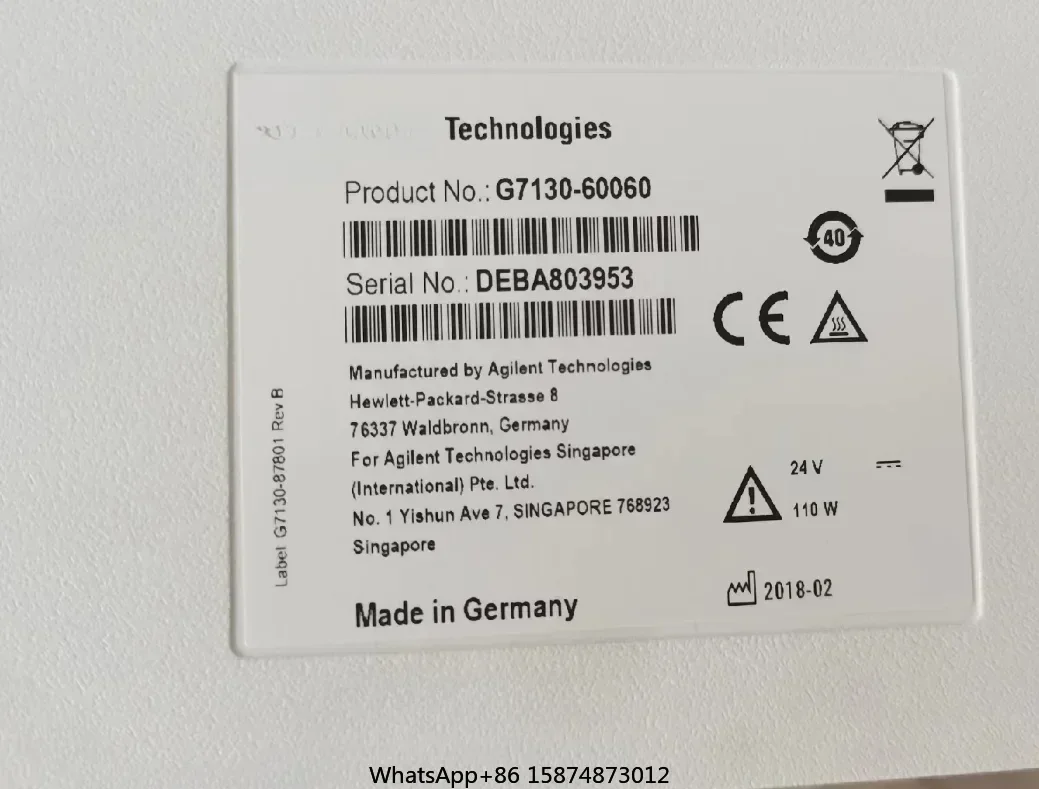 Technologies
Product No.: G7130-60060
Serial No.: DEBA803953
40
CE
Manufactured by Agilent Technologies
Hewlett-Packard-Strasse 8
76337 Waldbronn, Germany
For Agilent Technologies Singapore
(International) Pte. Ltd.
No. 1 Yishun Ave 7, SINGAPORE 768923
Singapore
24 V
110 W
Made in Germany
2018-02
Label G7130-87801 Rev B
WhatsApp+86 15874873012